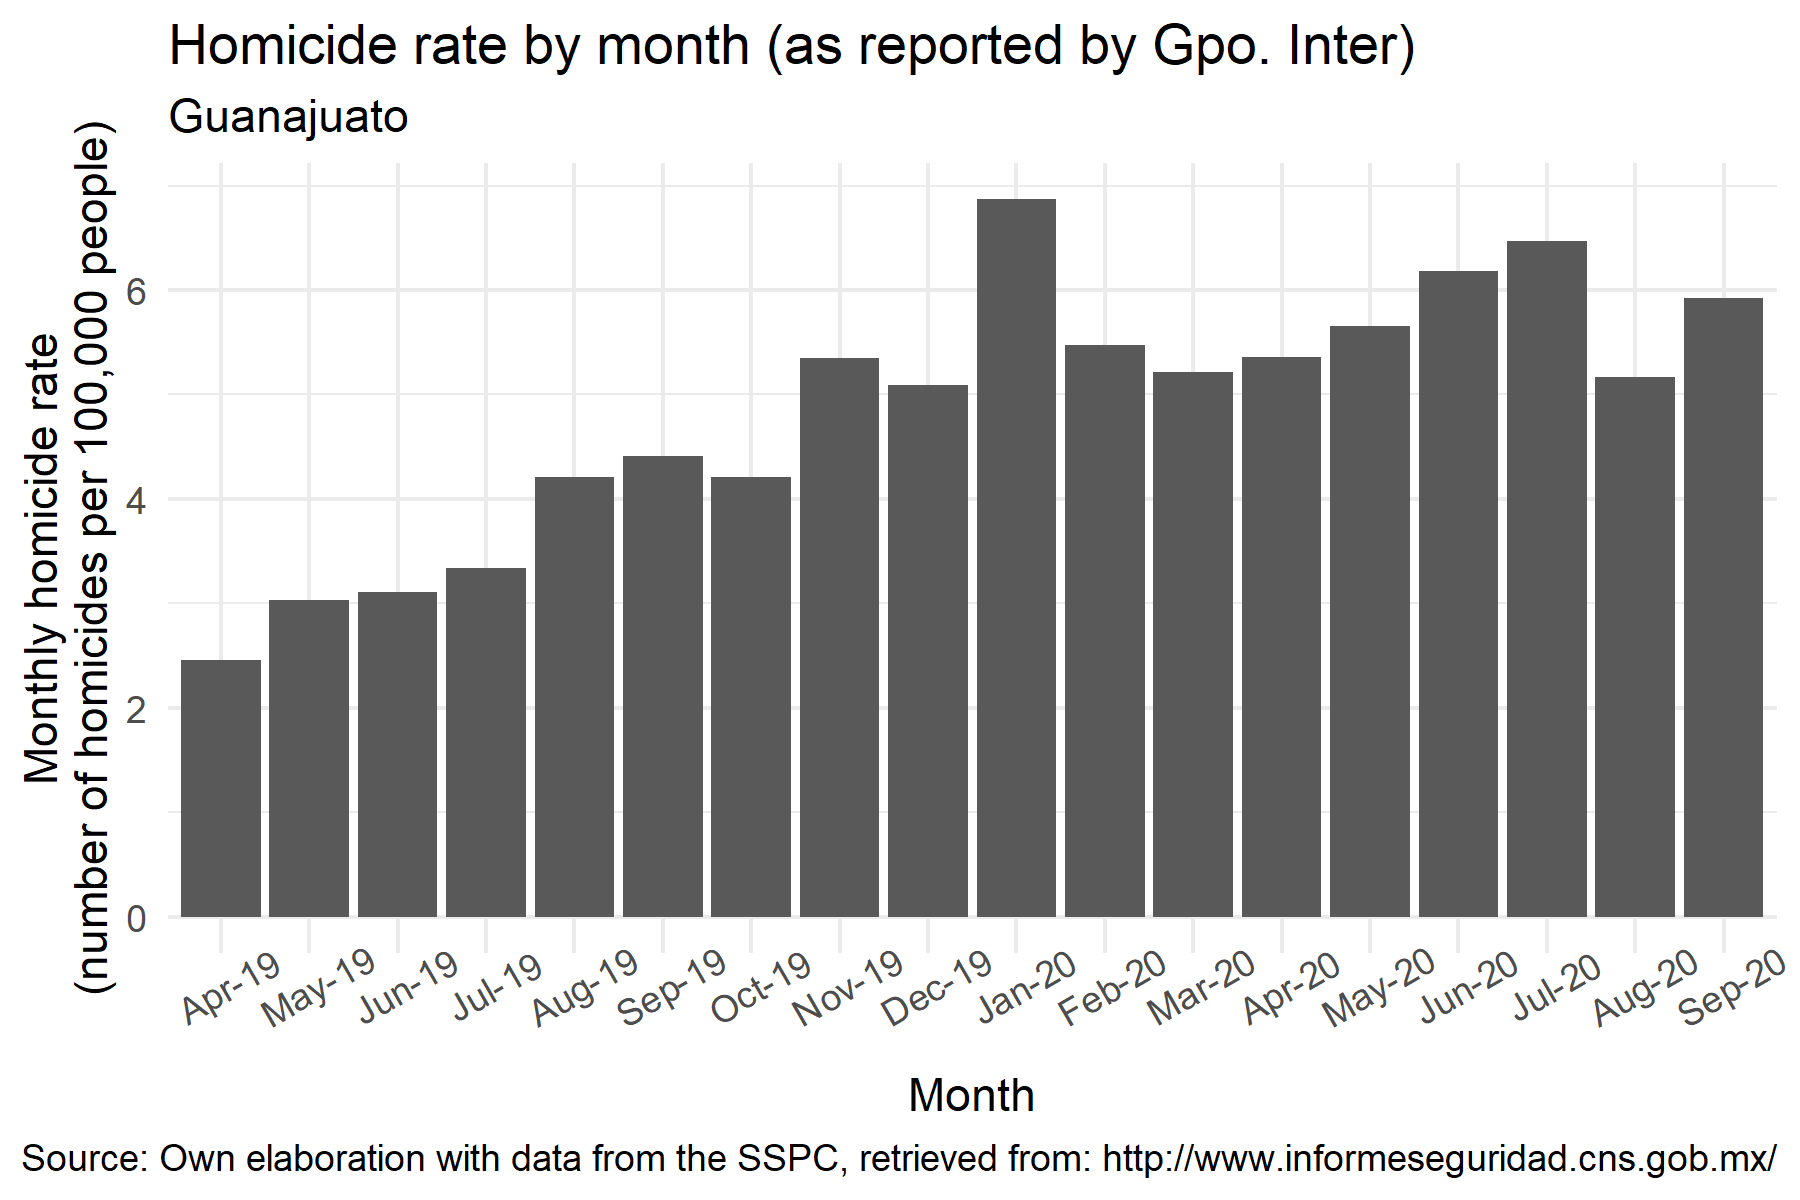 Homicide rate by month (as reported by Gpo. Inter)
Guanajuato
Monthly homicide rate
(number of homicides per 100,000 people)
6
4
2
0
Apr-19
May-19
Jun-19
Jul-19
Aug-19
Sep-19
Oct-19
Nov-19
Dec-19
Jan-20
Feb-20
Mar-20
Apr-20
May-20
Jun-20
Jul-20
Aug-20
Sep-20
Month
Source: Own elaboration with data from the SSPC, retrieved from: http://www.informeseguridad.cns.gob.mx/